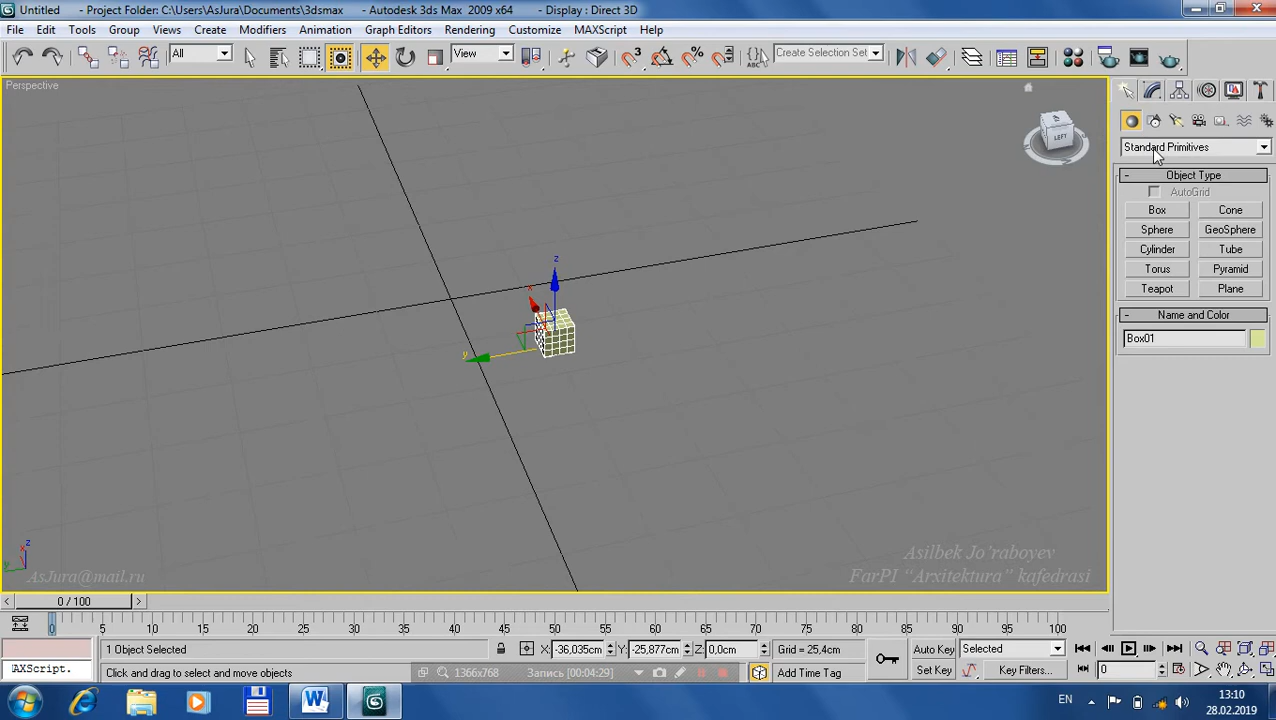 Untitled - Project Folder: C:\Users\AsJura\Documents\3dsmax - Autodesk 3ds Max 2009 x64 - Display : Direct 3D
File Edit Tools Group Views Create Modifiers Animation Graph Editors Rendering Customize MAXScript Help
All View Create Selection Set
Perspective
LEFT
Standard Primitives
- Object Type
AutoGrid
Box Cone
Sphere GeoSphere
Cylinder Tube
Torus Pyramid
Teapot Plane
- Name and Color
Box01
z
x
y
z
x
y
Asilbek Jo'raboyev
AsJura@mail.ru
FarPI "Arxitektura" kafedrasi
< 0 / 100 >
0 5 10 15 20 25 30 35 40 45 50 55 60 65 70 75 80 85 90 95 100
1 Object Selected X: -36,035cm Y: -25,877cm Z: 0,0cm Grid = 25,4cm Auto Key Selected
AXScript. Click and drag to select and move objects 1366x768 Запись [00:04:29] Add Time Tag Set Key Key Filters... 0
EN 13:10
28.02.2019